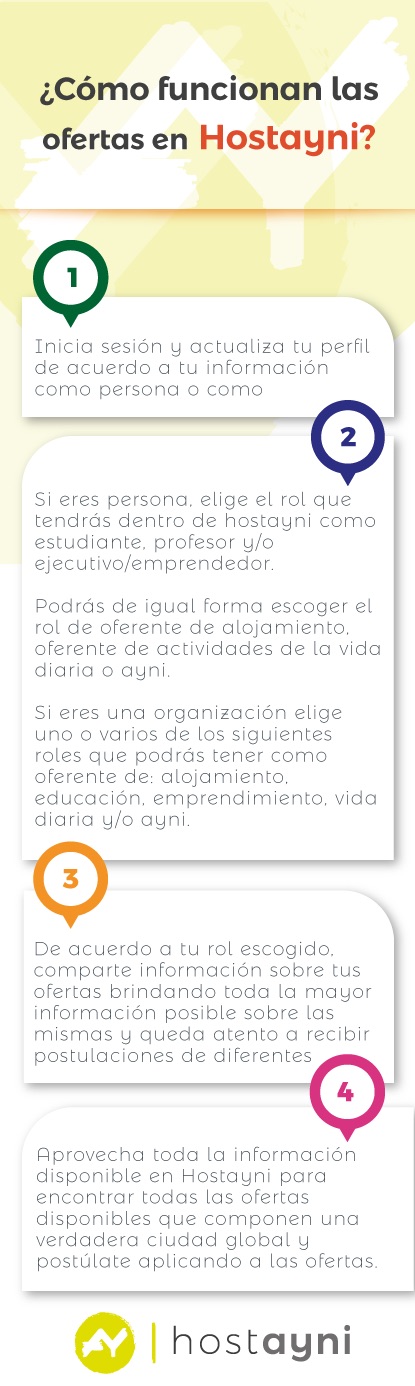 ¿Cómo funcionan las
ofertas en Hostayni?
1
Inicia sesión y actualiza tu perfil
de acuerdo a tu información
como persona o como
2
Si eres persona, elige el rol que
tendrás dentro de hostayni como
estudiante, profesor y/o
ejecutivo/emprendedor.
Podrás de igual forma escoger el
rol de oferente de alojamiento,
oferente de actividades de la vida
diaria o ayni.
Si eres una organización elige
uno o varios de los siguientes
roles que podrás tener como
oferente de: alojamiento,
educación, emprendimiento, vida
diaria y/o ayni.
3
De acuerdo a tu rol escogido,
comparte información sobre tus
ofertas brindando toda la mayor
información posible sobre las
mismas y queda atento a recibir
postulaciones de diferentes
4
Aprovecha toda la información
disponible en Hostayni para
encontrar todas las ofertas
disponibles que componen una
verdadera ciudad global y
postúlate aplicando a las ofertas.
AY | hostayni